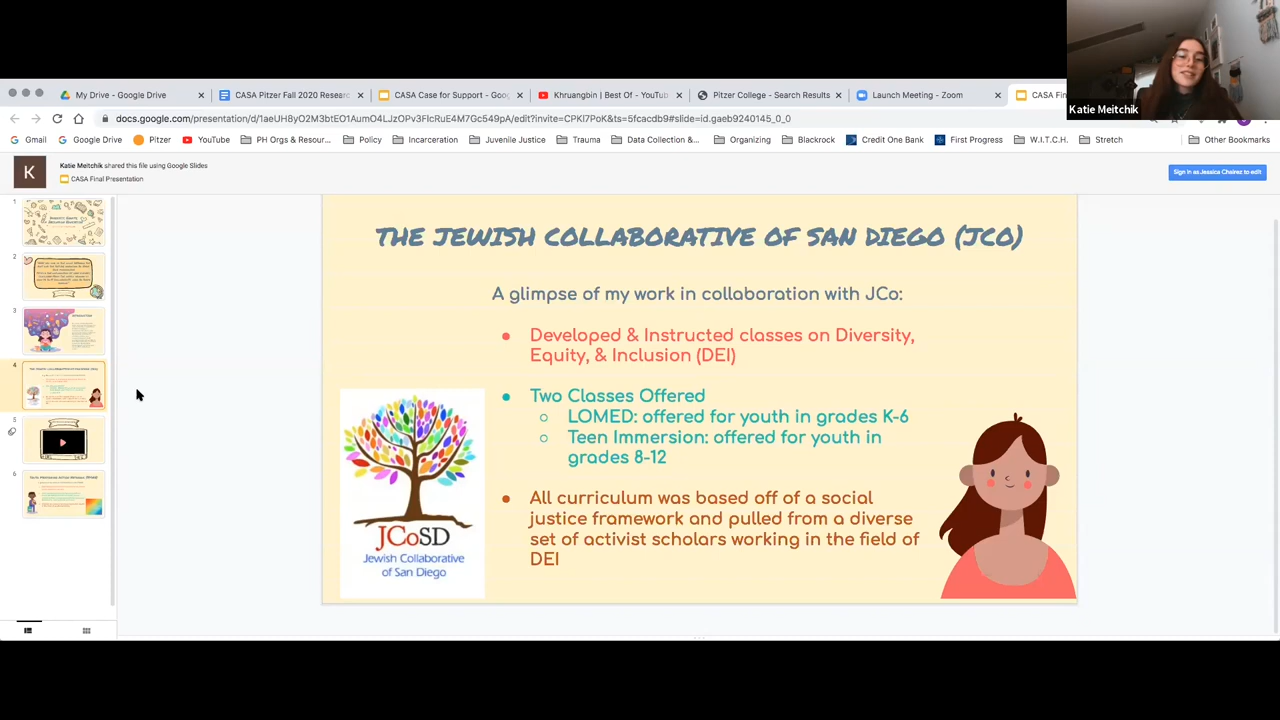 Katie Meitchik
My Drive - Google Drive
CASA Pitzer Fall 2020 Resear
CASA Case for Support - Goo
Khruangbin | Best Of - YouTub
Pitzer College - Search Results
Launch Meeting - Zoom
CASA Fin
docs.google.com/presentation/d/1aeUH8yO2M3btEO1Aumv4LJzOPv3FlcRuE4M7Gc549pA/edit?invite=CPKI7PoK&ts=5fcacdb9#slide=id.gaeb9240145_0_0
Gmail
Google Drive
Pitzer
YouTube
PH Orgs & Resour...
Policy
Incarceration
Juvenile Justice
Trauma
Data Collection &...
Organizing
Blackrock
Credit One Bank
First Progress
W.I.T.C.H.
Stretch
Other Bookmarks
K
Katie Meitchik shared this file using Google Slides
CASA Final Presentation
Sign in as Jessica Chairez to edit
1
2
3
4
5
6
THE JEWISH COLLABORATIVE OF SAN DIEGO (JCO)
A glimpse of my work in collaboration with JCo:
• Developed & Instructed classes on Diversity,
Equity, & Inclusion (DEI)
• Two Classes Offered
○ LOMED: offered for youth in grades K-6
○ Teen Immersion: offered for youth in
grades 8-12
• All curriculum was based off of a social
justice framework and pulled from a diverse
set of activist scholars working in the field of
DEI
JCoSD
Jewish Collaborative
of San Diego